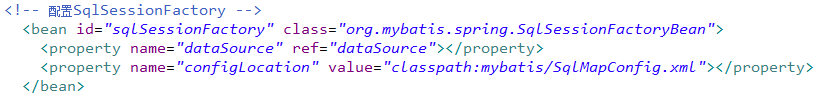 <!-- 配置SqlSessionFactory -->
<bean id="sqlSessionFactory" class="org.mybatis.spring.SqlSessionFactoryBean">
<property name="dataSource" ref="dataSource"></property>
<property name="configLocation" value="classpath:mybatis/SqlMapConfig.xml"></property>
</bean>